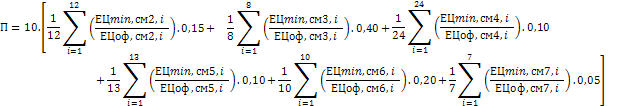 П = 10. [ 1/12 ∑_{i=1}^{12} (ЕЦmin, см2, i / ЕЦоф, см2, i) . 0,15 + 1/8 ∑_{i=1}^{8} (ЕЦmin, см3, i / ЕЦоф, см3, i) . 0,40 + 1/24 ∑_{i=1}^{24} (ЕЦmin, см4, i / ЕЦоф, см4, i) . 0,10
+ 1/13 ∑_{i=1}^{13} (ЕЦmin, см5, i / ЕЦоф, см5, i) . 0,10 + 1/10 ∑_{i=1}^{10} (ЕЦmin, см6, i / ЕЦоф, см6, i) . 0,20 + 1/7 ∑_{i=1}^{7} (ЕЦmin, см7, i / ЕЦоф, см7, i) . 0,05 ]